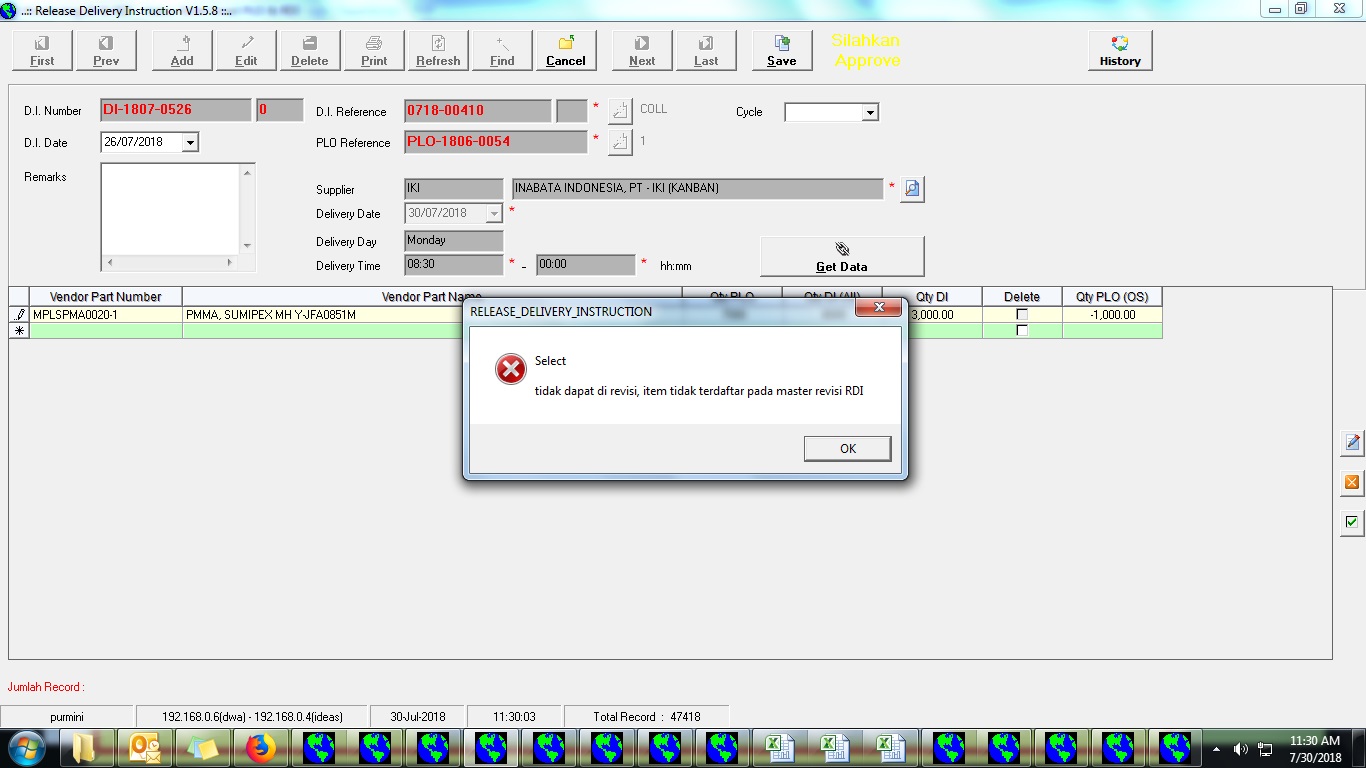 ..:: Release Delivery Instruction V1.5.8 ::..
First
Prev
Add
Edit
Delete
Print
Refresh
Find
Cancel
Next
Last
Save
Silahkan
Approve
History
D.I. Number
DI-1807-0526
0
D.I. Reference
0718-00410
*
COLL
Cycle
D.I. Date
26/07/2018
PLO Reference
PLO-1806-0054
*
1
Remarks
Supplier
IKI
INABATA INDONESIA, PT - IKI (KANBAN)
*
Delivery Date
30/07/2018
*
Delivery Day
Monday
Delivery Time
08:30
*
-
00:00
*
hh:mm
Get Data
Vendor Part Number
Vendor Part Name
Qty PLO
Qty DI (All)
Qty DI
Delete
Qty PLO (OS)
MPLSPMA0020-1
PMMA, SUMIPEX MH Y-JFA0851M
3,000.00
-1,000.00
RELEASE_DELIVERY_INSTRUCTION
Select
tidak dapat di revisi, item tidak terdaftar pada master revisi RDI
OK
Jumlah Record :
purmini
192.168.0.6(dwa) - 192.168.0.4(ideas)
30-Jul-2018
11:30:03
Total Record : 47418
11:30 AM
7/30/2018